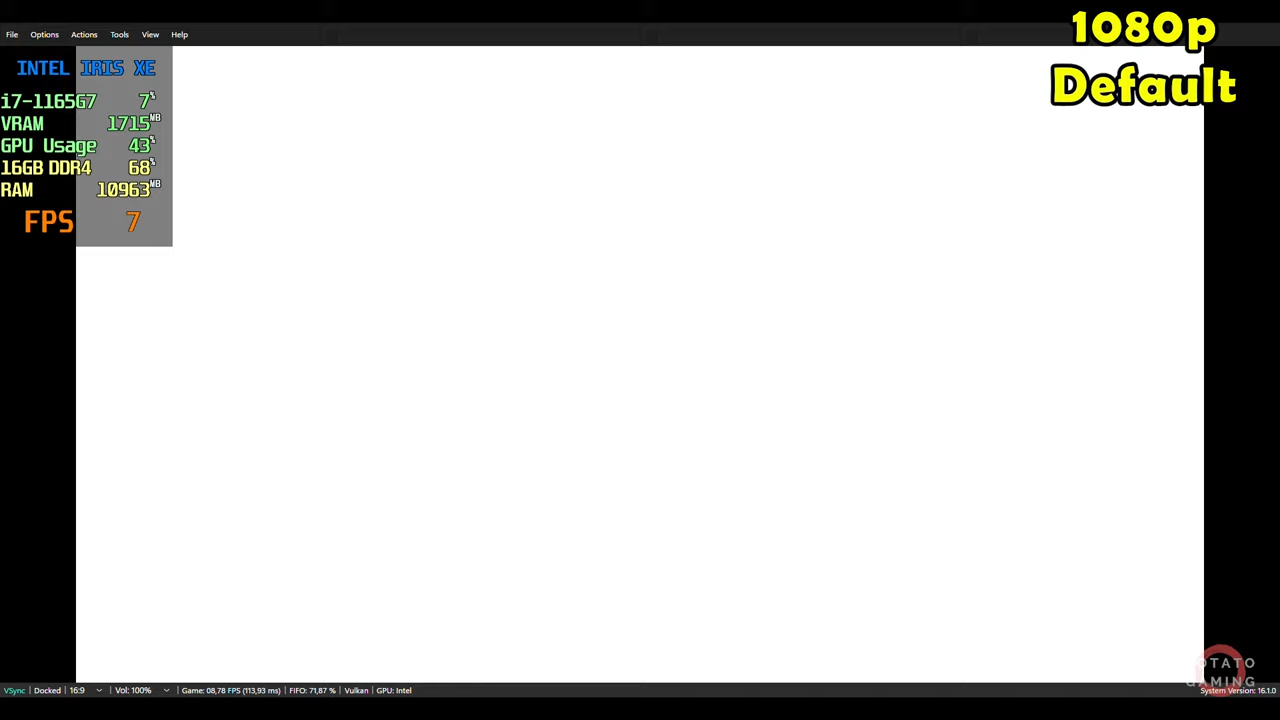 1080p
Default
File Options Actions Tools View Help
INTEL IRIS XE
i7-1165G7 7%
VRAM 1715MB
GPU Usage 43%
16GB DDR4 68%
RAM 10963MB
FPS 7
OTATO
GAMING
VSync Docked 16:9 Vol: 100% Game: 08,78 FPS (113,93 ms) FIFO: 71,87 % Vulkan GPU: Intel System Version: 16.1.0